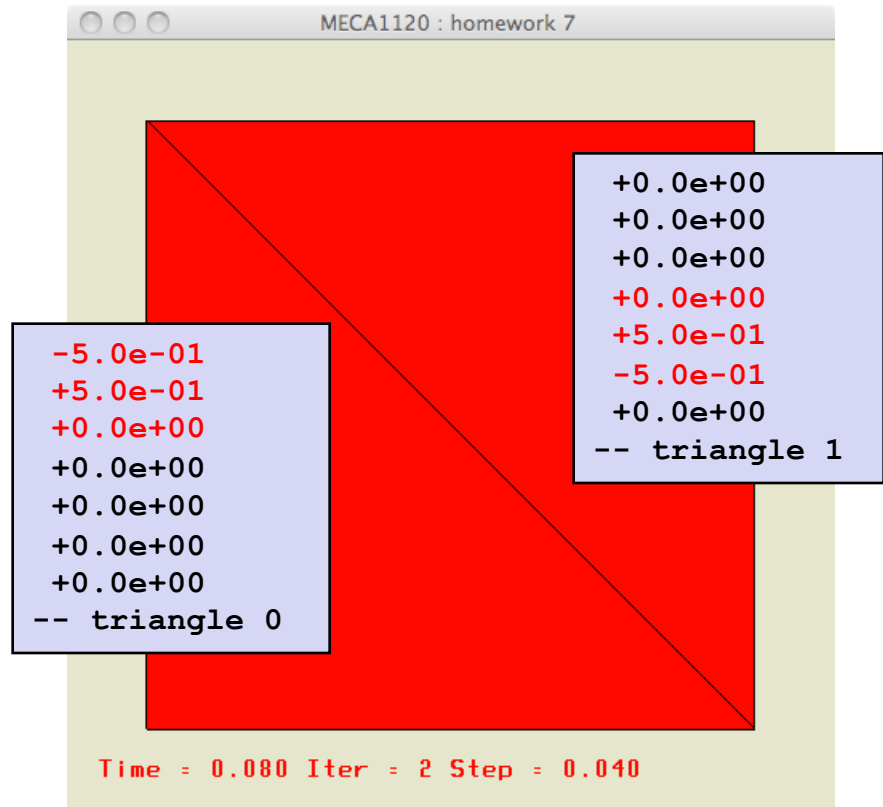 MECA1120 : homework 7
+0.0e+00
+0.0e+00
+0.0e+00
+0.0e+00
+5.0e-01
-5.0e-01
+0.0e+00
-- triangle 1
-5.0e-01
+5.0e-01
+0.0e+00
+0.0e+00
+0.0e+00
+0.0e+00
+0.0e+00
-- triangle 0
Time = 0.080 Iter = 2 Step = 0.040